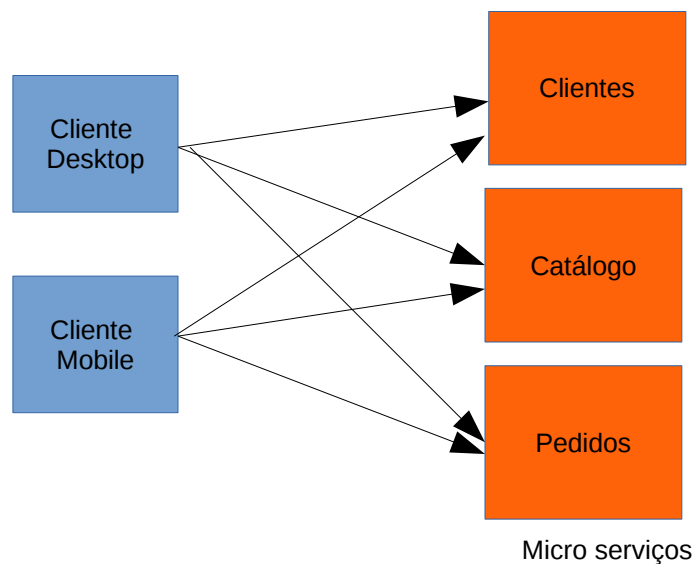 Cliente
Desktop
Cliente
Mobile
Clientes
Catálogo
Pedidos
Micro serviços